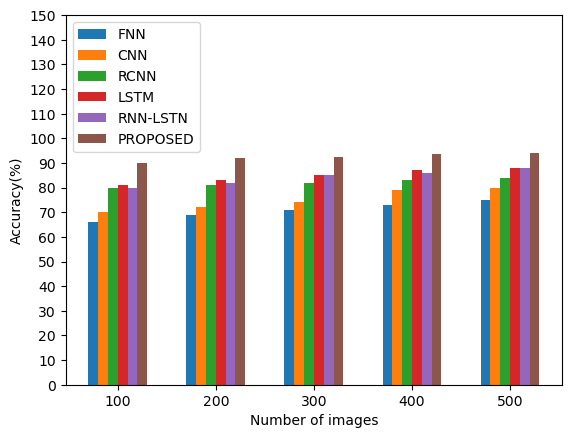 150
140
130
120
110
100
90
80
70
60
50
40
30
20
10
0
Accuracy(%)
FNN
CNN
RCNN
LSTM
RNN-LSTN
PROPOSED
100 200 300 400 500
Number of images